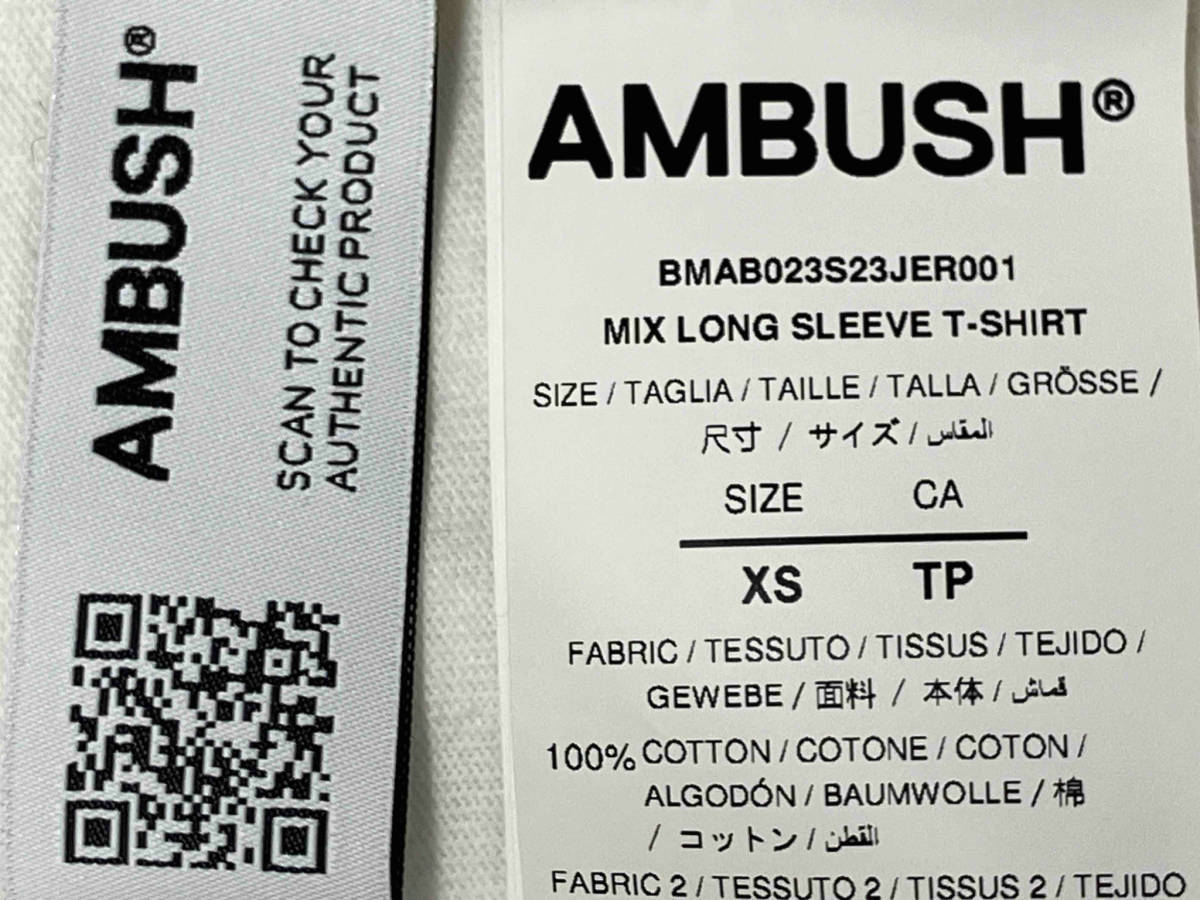 AMBUSH®
SCAN TO CHECK YOUR
AUTHENTIC PRODUCT
AMBUSH®
BMAB023S23JER001
MIX LONG SLEEVE T-SHIRT
SIZE / TAGLIA / TAILLE / TALLA / GRÖSSE /
尺寸 / サイズ / المقاس
SIZE CA
XS TP
FABRIC / TESSUTO / TISSUS / TEJIDO /
GEWEBE / 面料 / 本体 / قماش
100% COTTON / COTONE / COTON /
ALGODÓN / BAUMWOLLE / 棉
/ コットン / القطن
FABRIC 2 / TESSUTO 2 / TISSUS 2 / TEJIDO